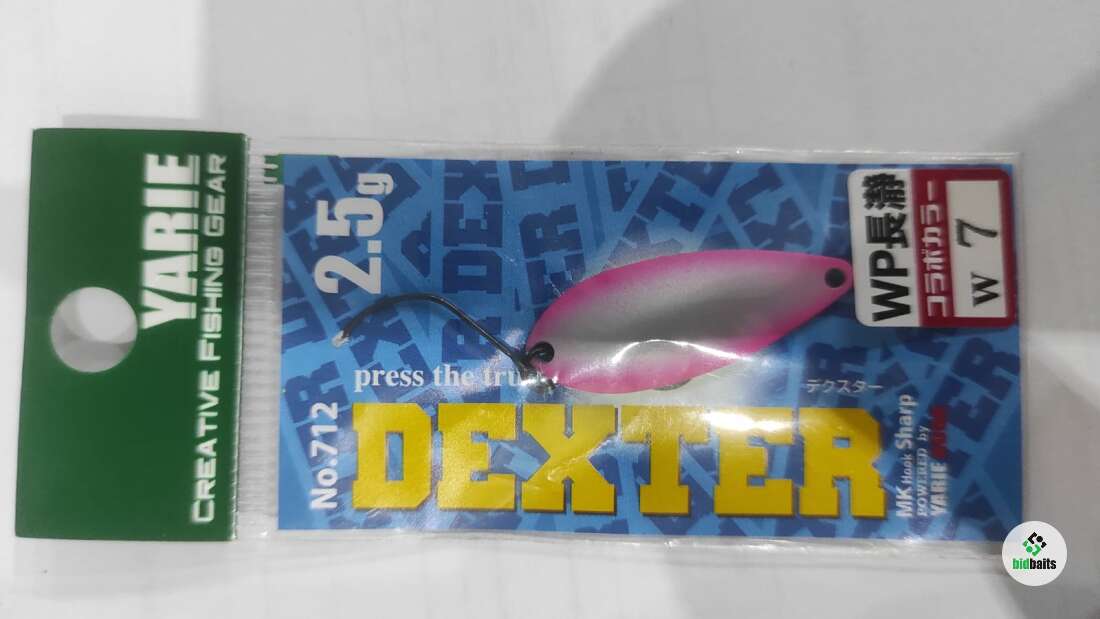 YARIE
CREATIVE FISHING GEAR
2.5g
press the tru
No.712
DEXTER
デクスター
MK Hook Sharp
POWERED by
YARIE
WP長瀞
コラボカラー
W 7
bidbaits